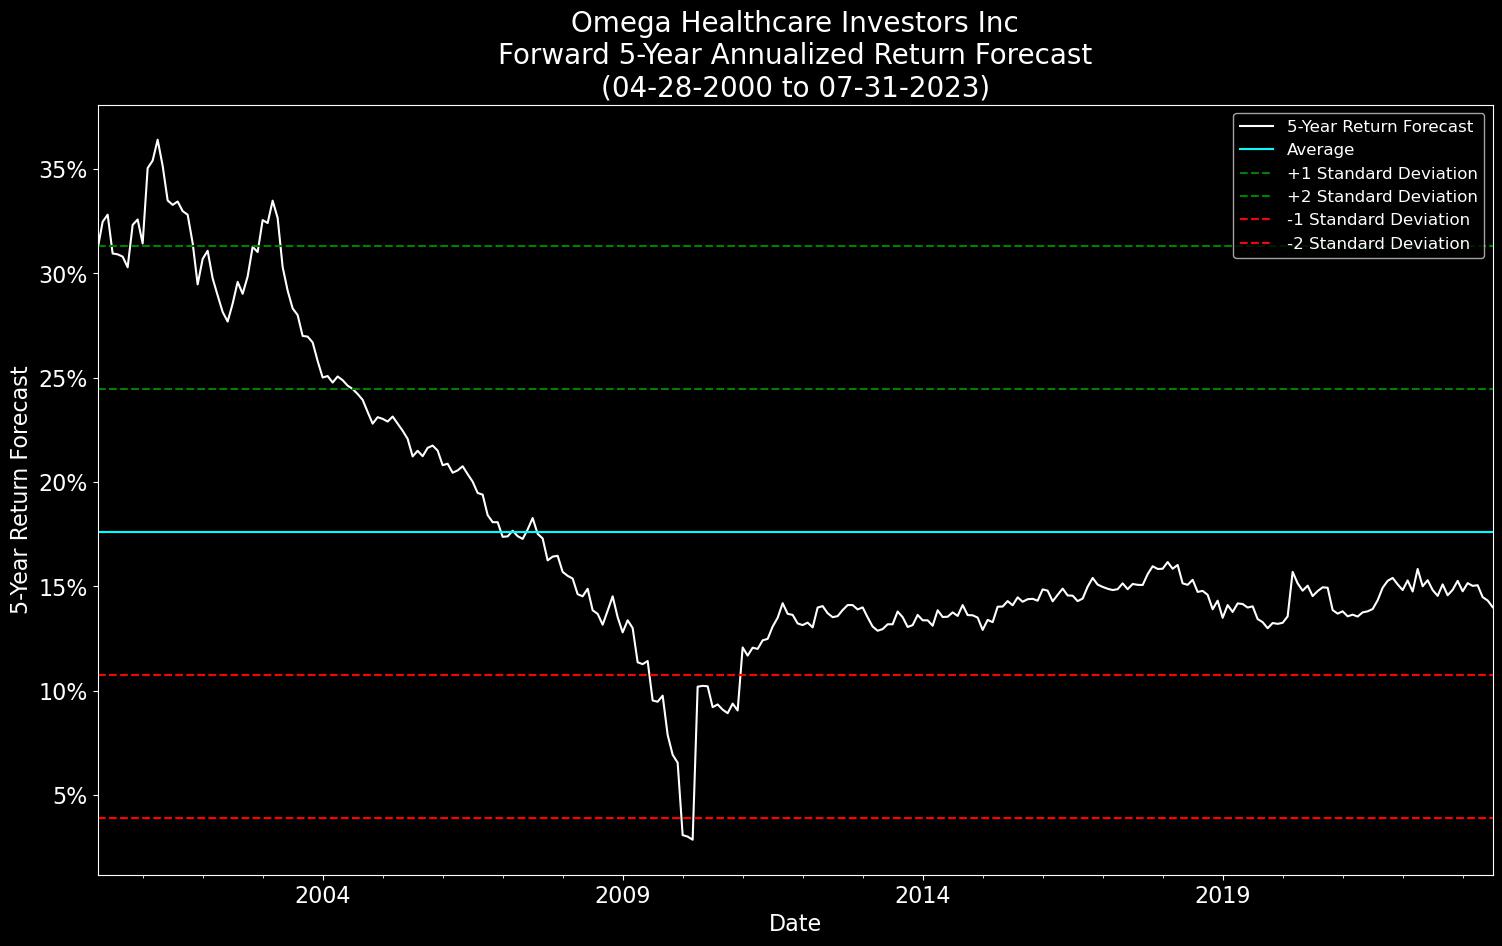 Omega Healthcare Investors Inc
Forward 5-Year Annualized Return Forecast
(04-28-2000 to 07-31-2023)
5-Year Return Forecast
Average
+1 Standard Deviation
+2 Standard Deviation
-1 Standard Deviation
-2 Standard Deviation
35%
30%
25%
20%
15%
10%
5%
5-Year Return Forecast
2004
2009
2014
2019
Date